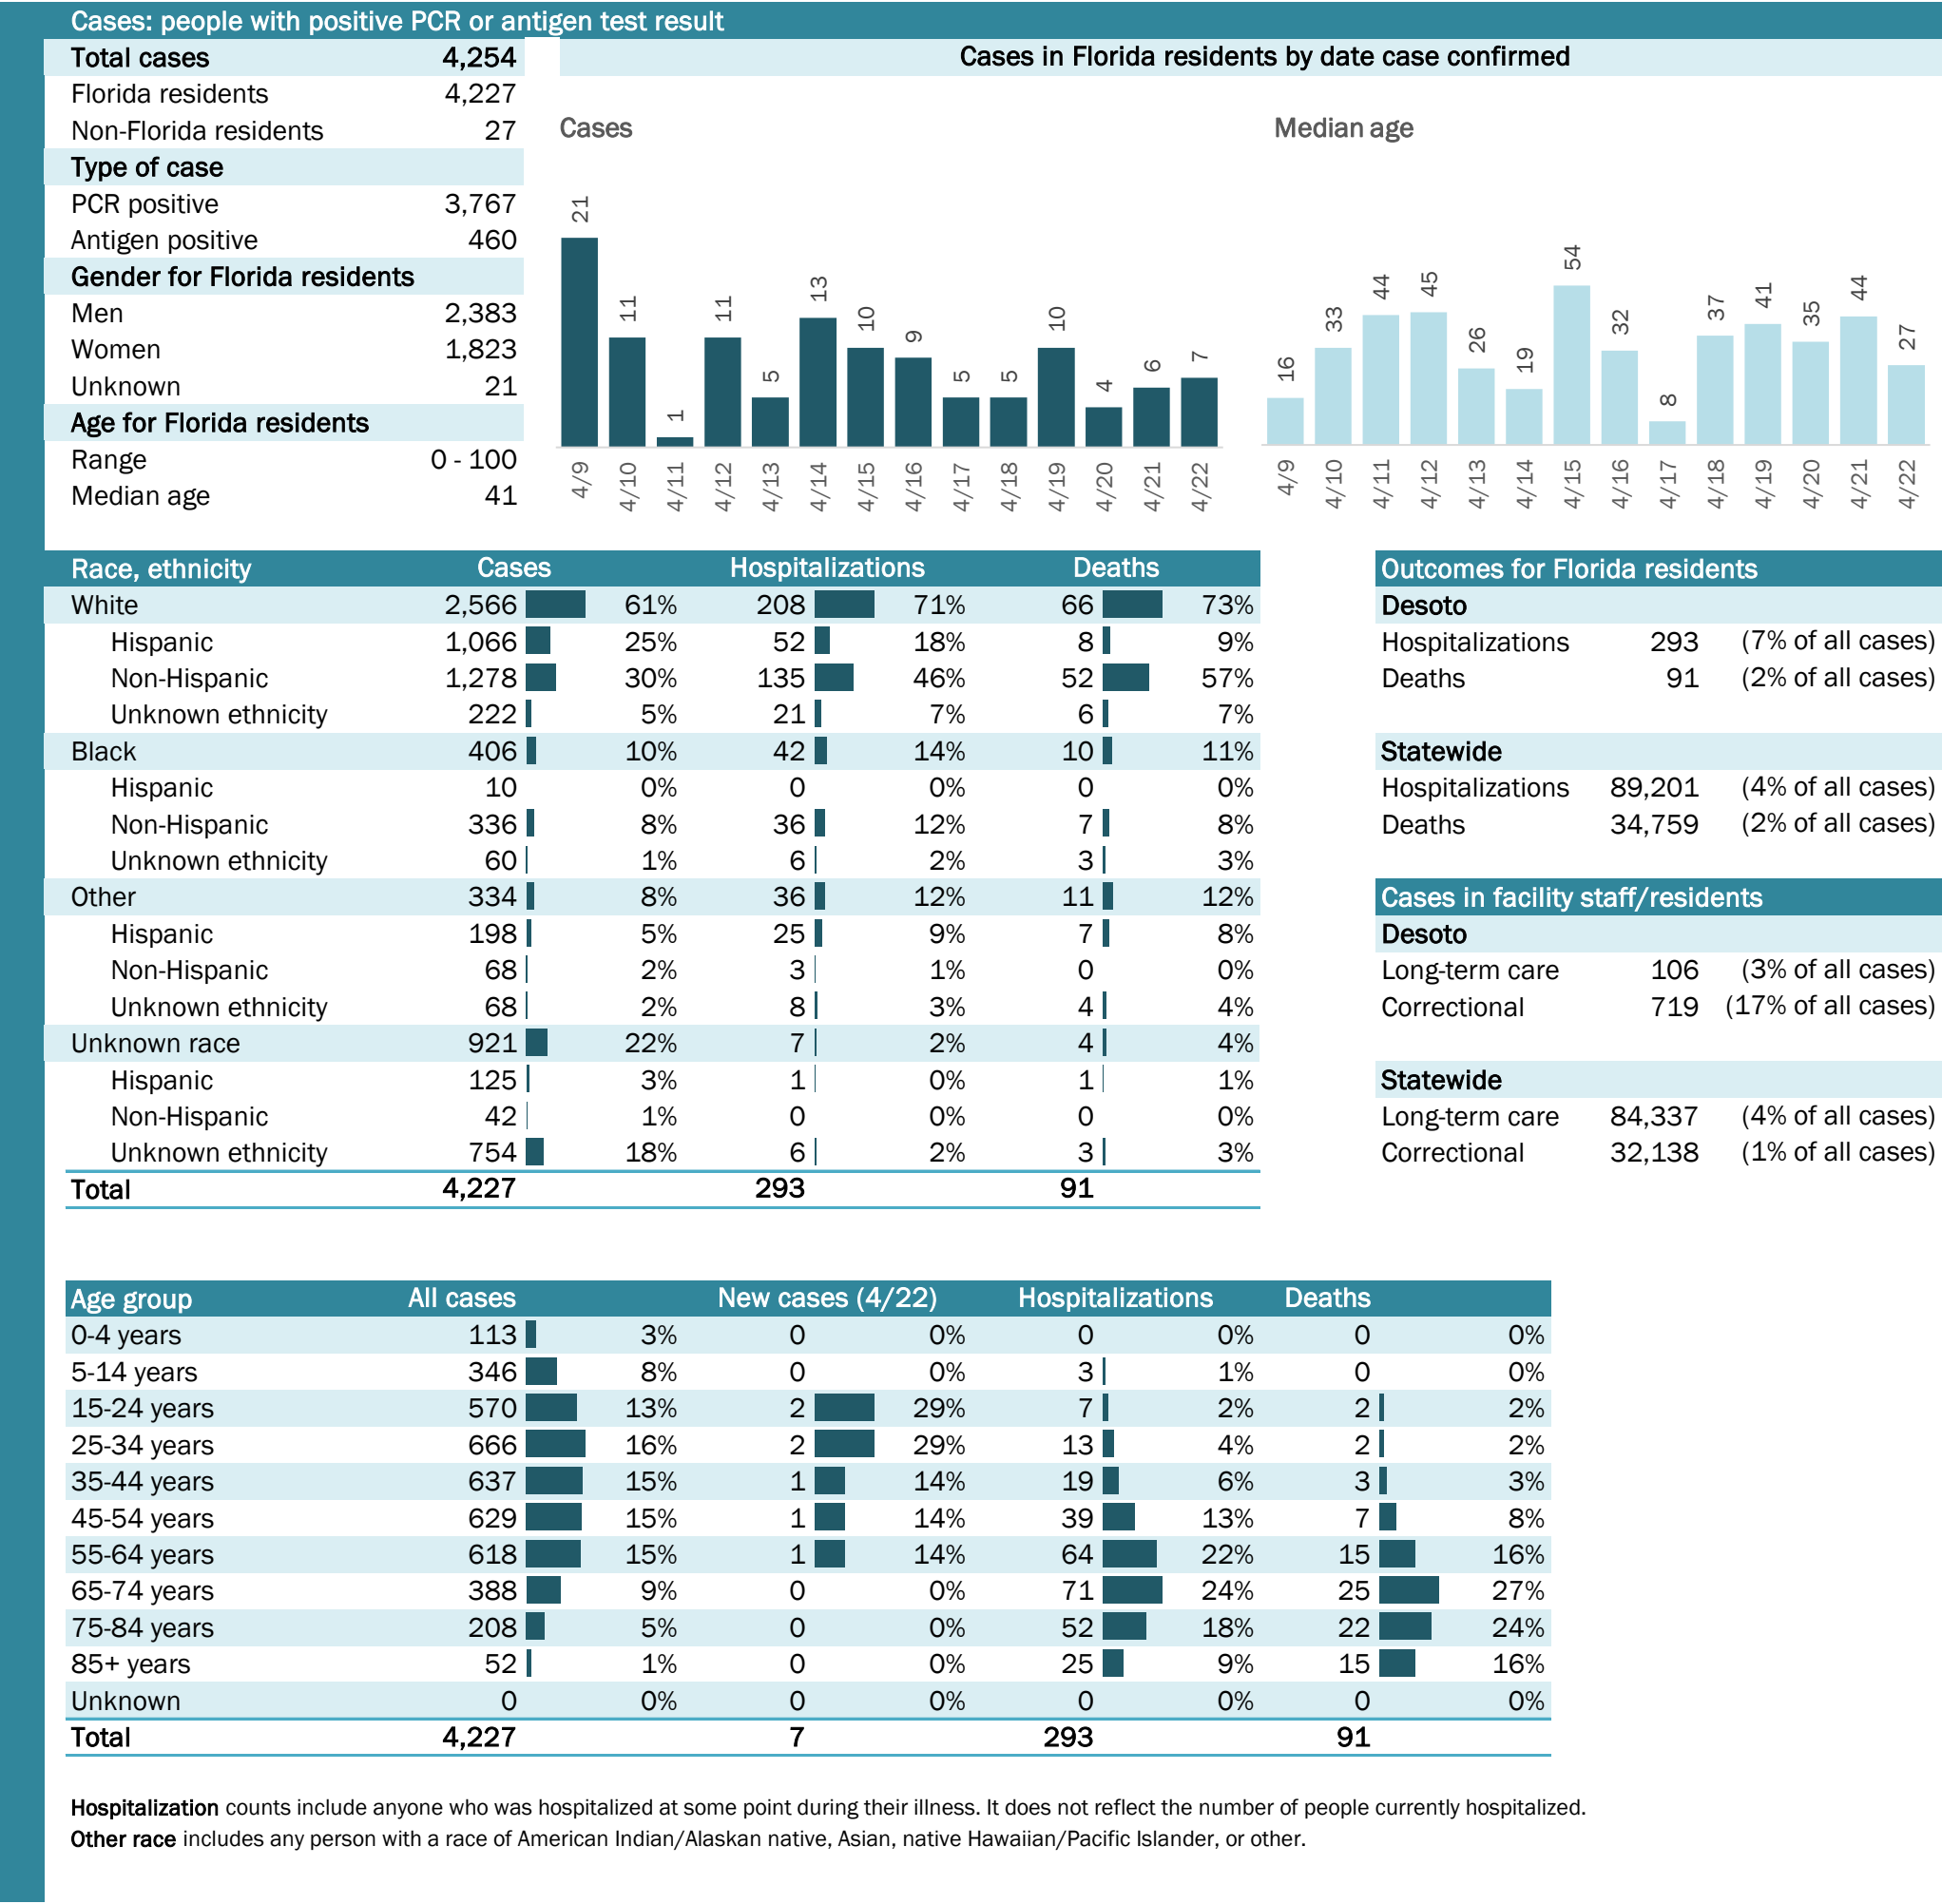 Cases: people with positive PCR or antigen test result
Total cases 4,254
Florida residents 4,227
Non-Florida residents 27
Type of case
PCR positive 3,767
Antigen positive 460
Gender for Florida residents
Men 2,383
Women 1,823
Unknown 21
Age for Florida residents
Range 0 - 100
Median age 41
Cases in Florida residents by date case confirmed
Cases
21 11 1 11 5 13 10 9 5 5 10 4 6 7
4/9 4/10 4/11 4/12 4/13 4/14 4/15 4/16 4/17 4/18 4/19 4/20 4/21 4/22
Median age
16 33 44 45 26 19 54 32 8 37 41 35 44 27
4/9 4/10 4/11 4/12 4/13 4/14 4/15 4/16 4/17 4/18 4/19 4/20 4/21 4/22
Race, ethnicity Cases Hospitalizations Deaths
White 2,566 61% 208 71% 66 73%
Hispanic 1,066 25% 52 18% 8 9%
Non-Hispanic 1,278 30% 135 46% 52 57%
Unknown ethnicity 222 5% 21 7% 6 7%
Black 406 10% 42 14% 10 11%
Hispanic 10 0% 0 0% 0 0%
Non-Hispanic 336 8% 36 12% 7 8%
Unknown ethnicity 60 1% 6 2% 3 3%
Other 334 8% 36 12% 11 12%
Hispanic 198 5% 25 9% 7 8%
Non-Hispanic 68 2% 3 1% 0 0%
Unknown ethnicity 68 2% 8 3% 4 4%
Unknown race 921 22% 7 2% 4 4%
Hispanic 125 3% 1 0% 1 1%
Non-Hispanic 42 1% 0 0% 0 0%
Unknown ethnicity 754 18% 6 2% 3 3%
Total 4,227 293 91
Outcomes for Florida residents
Desoto
Hospitalizations 293 (7% of all cases)
Deaths 91 (2% of all cases)
Statewide
Hospitalizations 89,201 (4% of all cases)
Deaths 34,759 (2% of all cases)
Cases in facility staff/residents
Desoto
Long-term care 106 (3% of all cases)
Correctional 719 (17% of all cases)
Statewide
Long-term care 84,337 (4% of all cases)
Correctional 32,138 (1% of all cases)
Age group All cases New cases (4/22) Hospitalizations Deaths
0-4 years 113 3% 0 0% 0 0% 0 0%
5-14 years 346 8% 0 0% 3 1% 0 0%
15-24 years 570 13% 2 29% 7 2% 2 2%
25-34 years 666 16% 2 29% 13 4% 2 2%
35-44 years 637 15% 1 14% 19 6% 3 3%
45-54 years 629 15% 1 14% 39 13% 7 8%
55-64 years 618 15% 1 14% 64 22% 15 16%
65-74 years 388 9% 0 0% 71 24% 25 27%
75-84 years 208 5% 0 0% 52 18% 22 24%
85+ years 52 1% 0 0% 25 9% 15 16%
Unknown 0 0% 0 0% 0 0% 0 0%
Total 4,227 7 293 91
Hospitalization counts include anyone who was hospitalized at some point during their illness. It does not reflect the number of people currently hospitalized.
Other race includes any person with a race of American Indian/Alaskan native, Asian, native Hawaiian/Pacific Islander, or other.